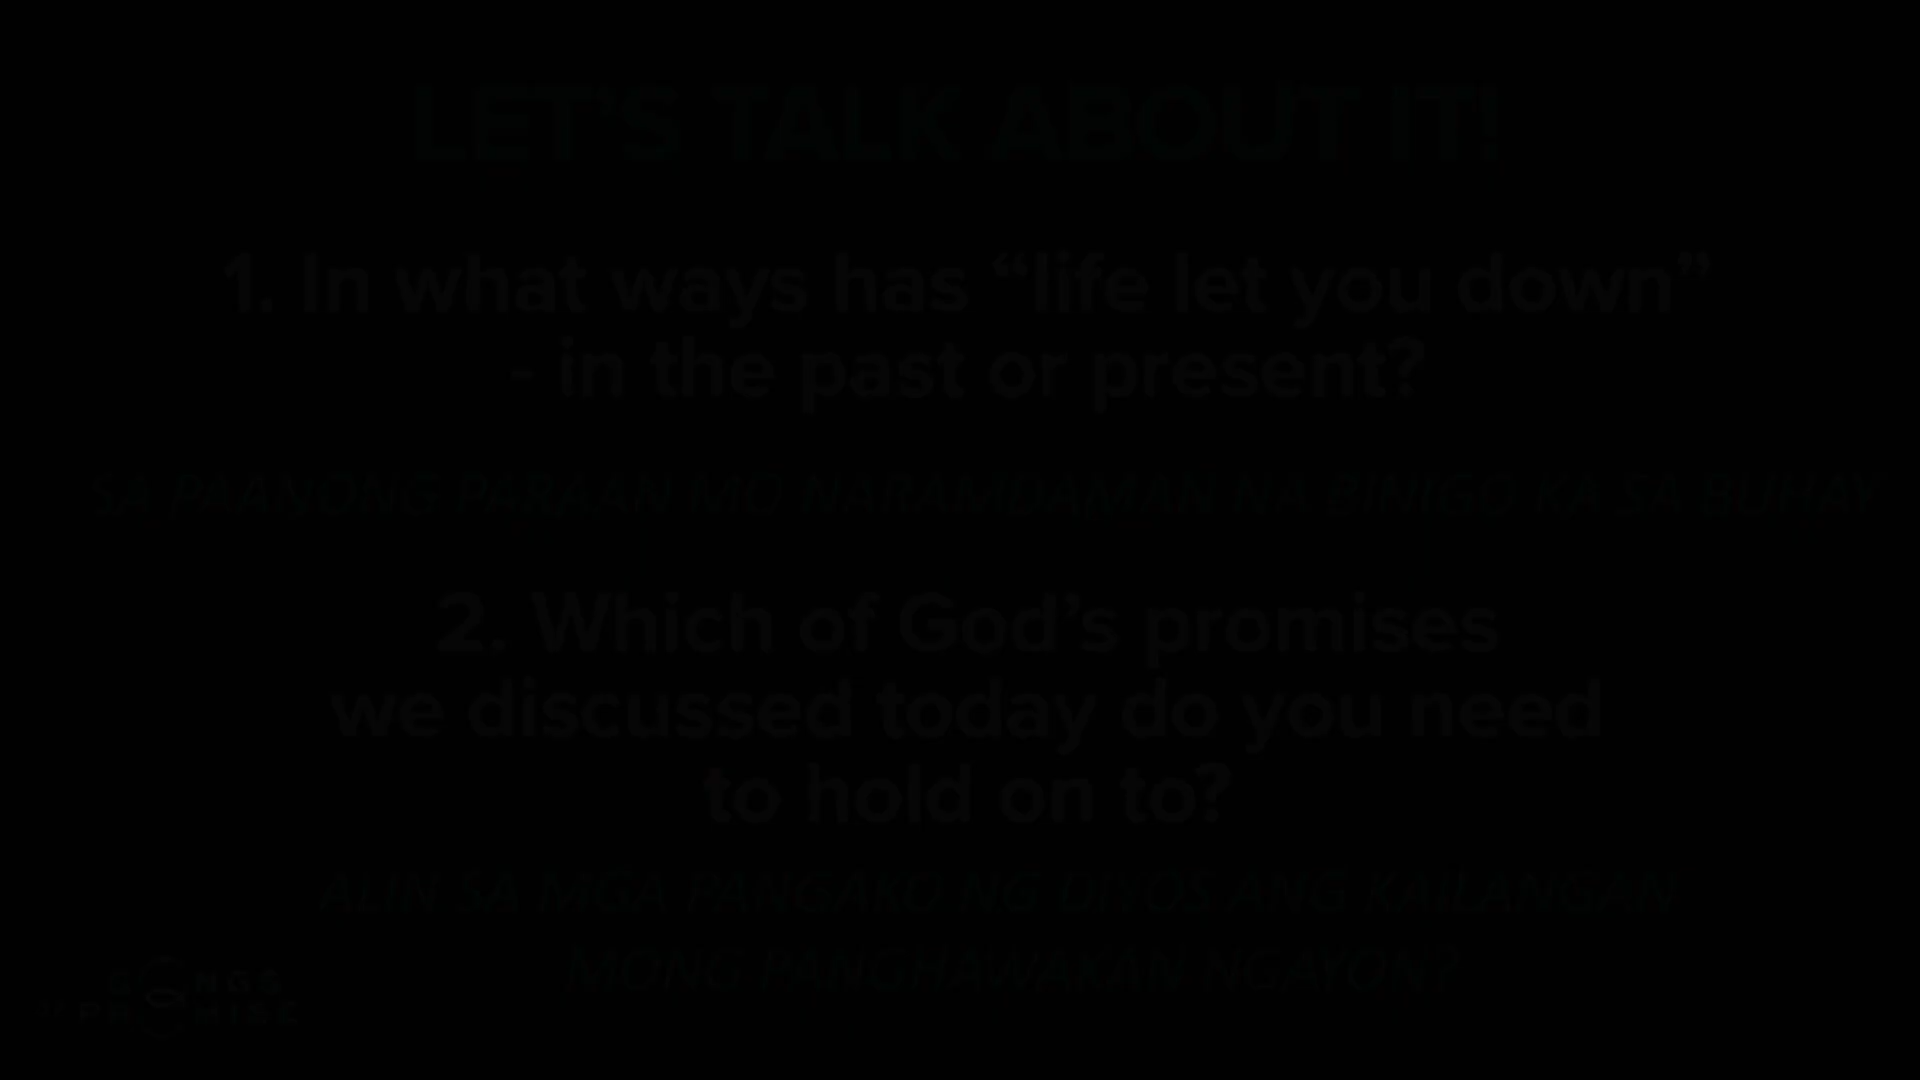 LET'S TALK ABOUT IT!
1. In what ways has “life let you down”
- in the past or present?
SA PAANONG PARAAN MO NARAMDAMAN NA BINIGO KA SA BUHAY
2. Which of God’s promises
we discussed today do you need
to hold on to?
ALIN SA MGA PANGAKO NG DIYOS ANG KAILANGAN
MONG PANGHAWAKAN NGAYON?